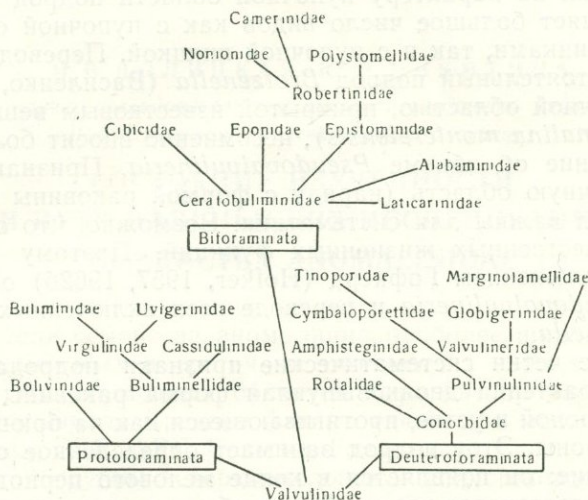 Camerinidae
Nonionidae Polystomellidae
Robertinidae
Cibicidae Eponidae Epistominidae
Alabaminidae
Ceratobuliminidae Laticarinidae
Bitoraminata
Tinoporidae Marginolamellidae
Buliminidae Uvigerinidae Cymbaloporettidae Globigerinidae
Virgulinidae Cassidulinidae Amphisteginidae Valvulineridae
Bolivinidae Buliminellidae Rotalidae Pulvinulinidae
Conorbidae
Protoforaminata Deuteroforaminata
Valvulinidae